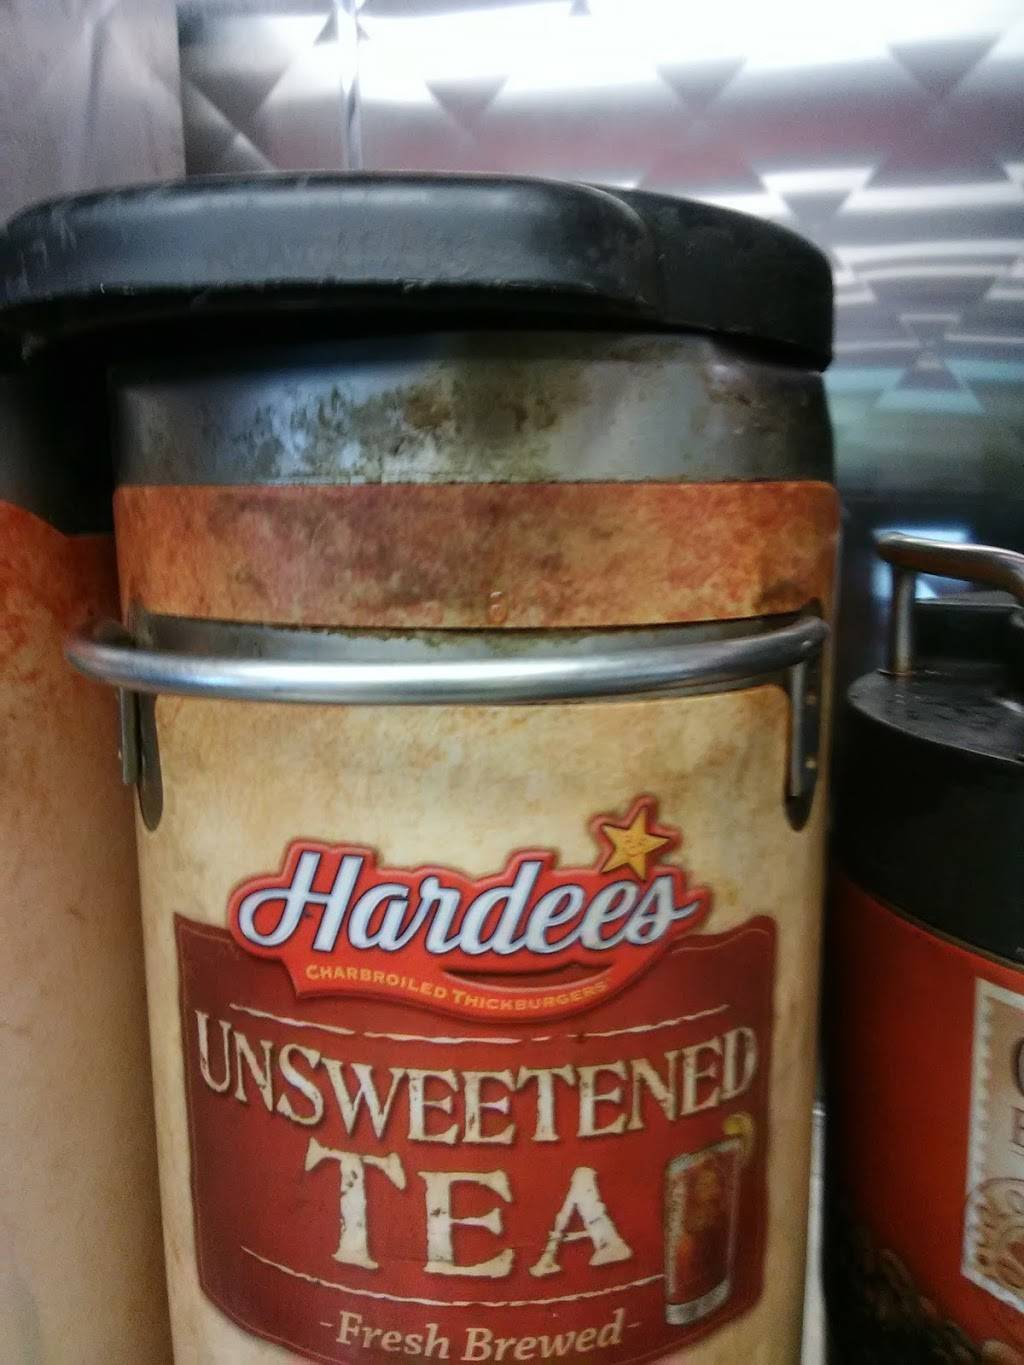 Hardee's
CHARBROILED THICKBURGERS
UNSWEETENED
TEA
-Fresh Brewed-